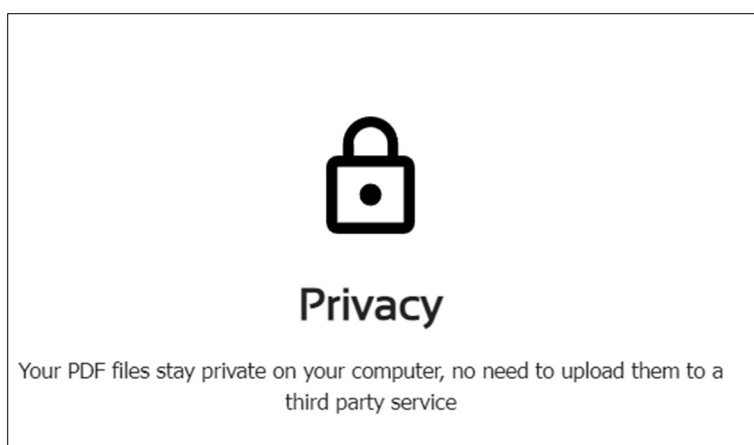 Privacy
Your PDF files stay private on your computer, no need to upload them to a
third party service